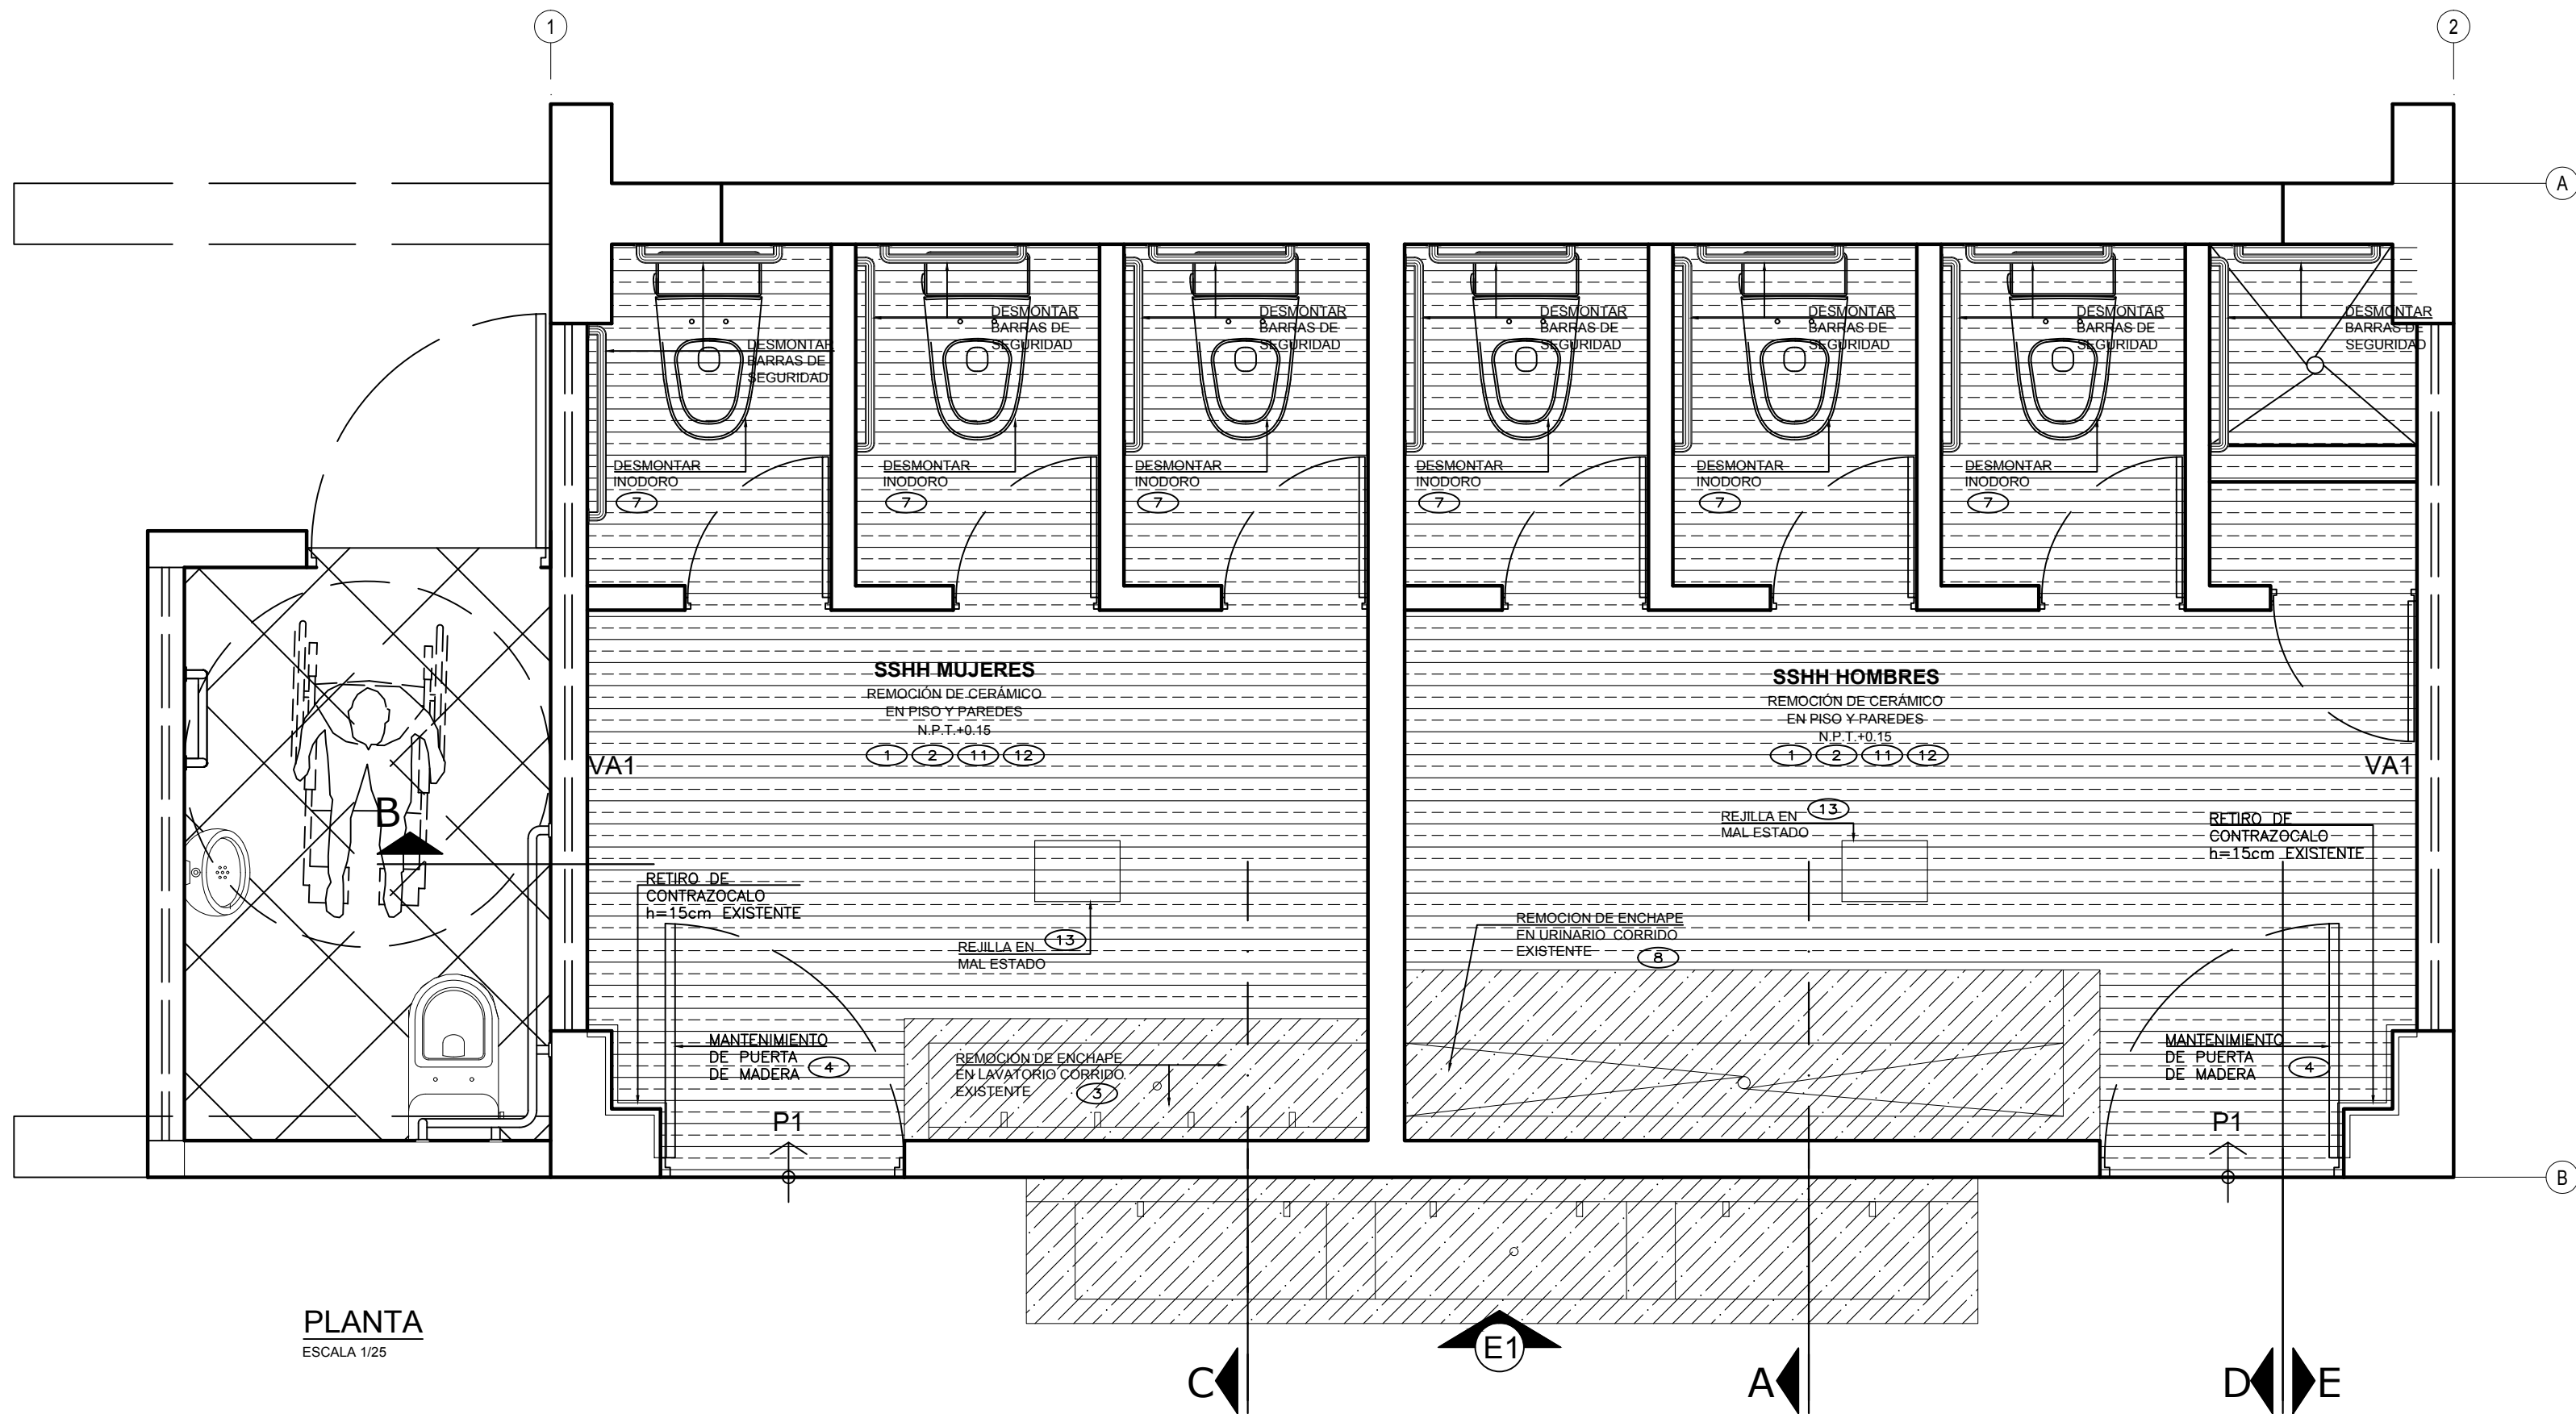 1
2
A
DESMONTAR
BARRAS DE
SEGURIDAD
DESMONTAR
BARRAS DE
SEGURIDAD
DESMONTAR
BARRAS DE
SEGURIDAD
DESMONTAR
BARRAS DE
SEGURIDAD
DESMONTAR
BARRAS DE
SEGURIDAD
DESMONTAR
BARRAS DE
SEGURIDAD
DESMONTAR
BARRAS DE
SEGURIDAD
DESMONTAR
INODORO
7
DESMONTAR
INODORO
7
DESMONTAR
INODORO
7
DESMONTAR
INODORO
7
DESMONTAR
INODORO
7
DESMONTAR
INODORO
7
SSHH MUJERES
REMOCIÓN DE CERÁMICO
EN PISO Y PAREDES
N.P.T.+0.15
1 2 11 12
SSHH HOMBRES
REMOCIÓN DE CERÁMICO
EN PISO Y PAREDES
N.P.T.+0.15
1 2 11 12
VA1
VA1
B
REJILLA EN
MAL ESTADO
13
RETIRO DE
CONTRAZOCALO
h=15cm EXISTENTE
RETIRO DE
CONTRAZOCALO
h=15cm EXISTENTE
REJILLA EN
MAL ESTADO
13
REMOCION DE ENCHAPE
EN URINARIO CORRIDO
EXISTENTE
8
MANTENIMIENTO
DE PUERTA
DE MADERA
4
REMOCION DE ENCHAPE
EN LAVATORIO CORRIDO
EXISTENTE
3
MANTENIMIENTO
DE PUERTA
DE MADERA
4
P1
P1
B
PLANTA
ESCALA 1/25
E1
C
A
D
E